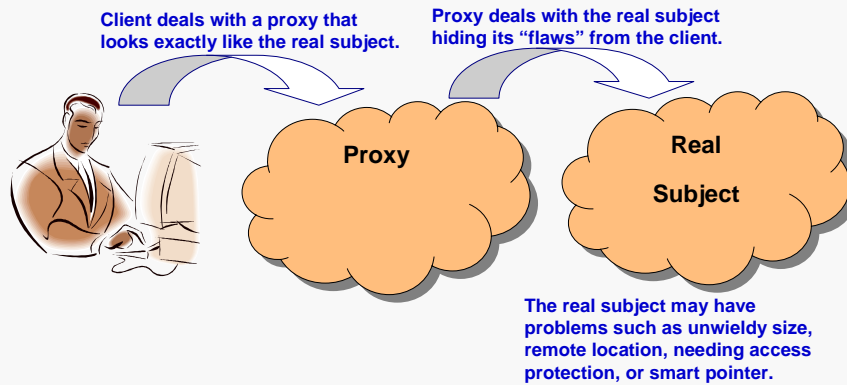 Client deals with a proxy that
looks exactly like the real subject.
Proxy deals with the real subject
hiding its “flaws” from the client.
Proxy
Real
Subject
The real subject may have
problems such as unwieldy size,
remote location, needing access
protection, or smart pointer.